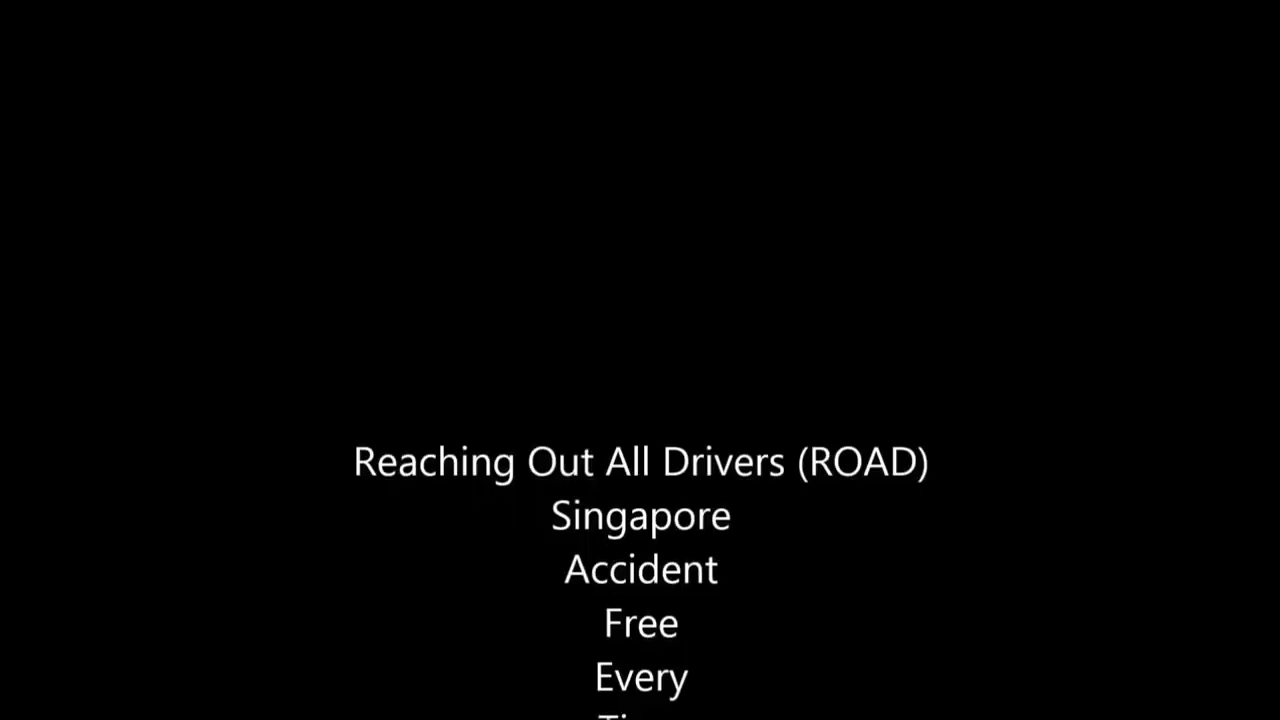 Reaching Out All Drivers (ROAD)
Singapore
Accident
Free
Every